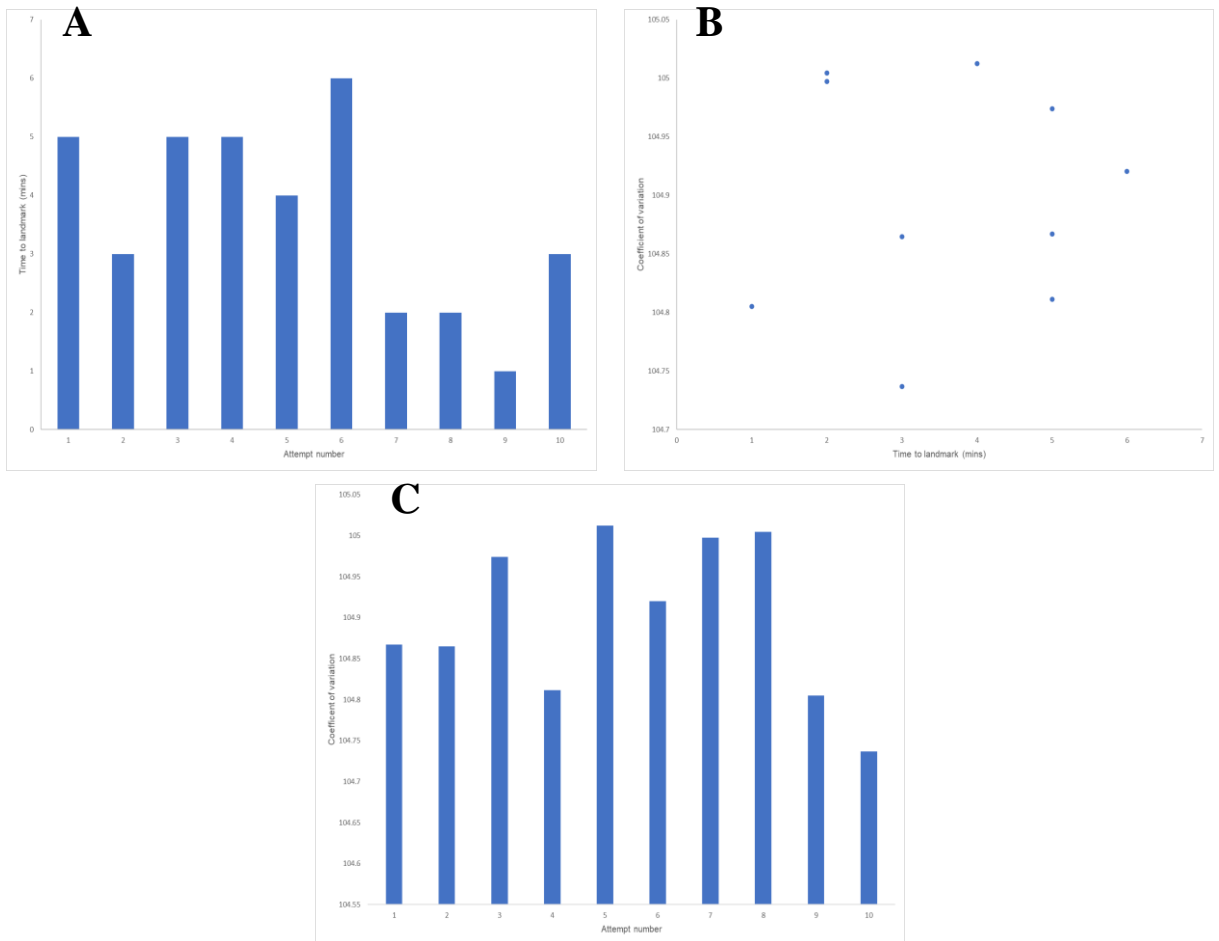 A
7
6
5
4
3
2
1
0
Time to landmark (mins)
1 2 3 4 5 6 7 8 9 10
Attempt number
B
105.05
105
104.95
104.9
104.85
104.8
104.75
104.7
Coefficient of variation
0 1 2 3 4 5 6 7
Time to landmark (mins)
C
105.05
105
104.95
104.9
104.85
104.8
104.75
104.7
104.65
104.6
104.55
Coefficent of variation
1 2 3 4 5 6 7 8 9 10
Attempt number